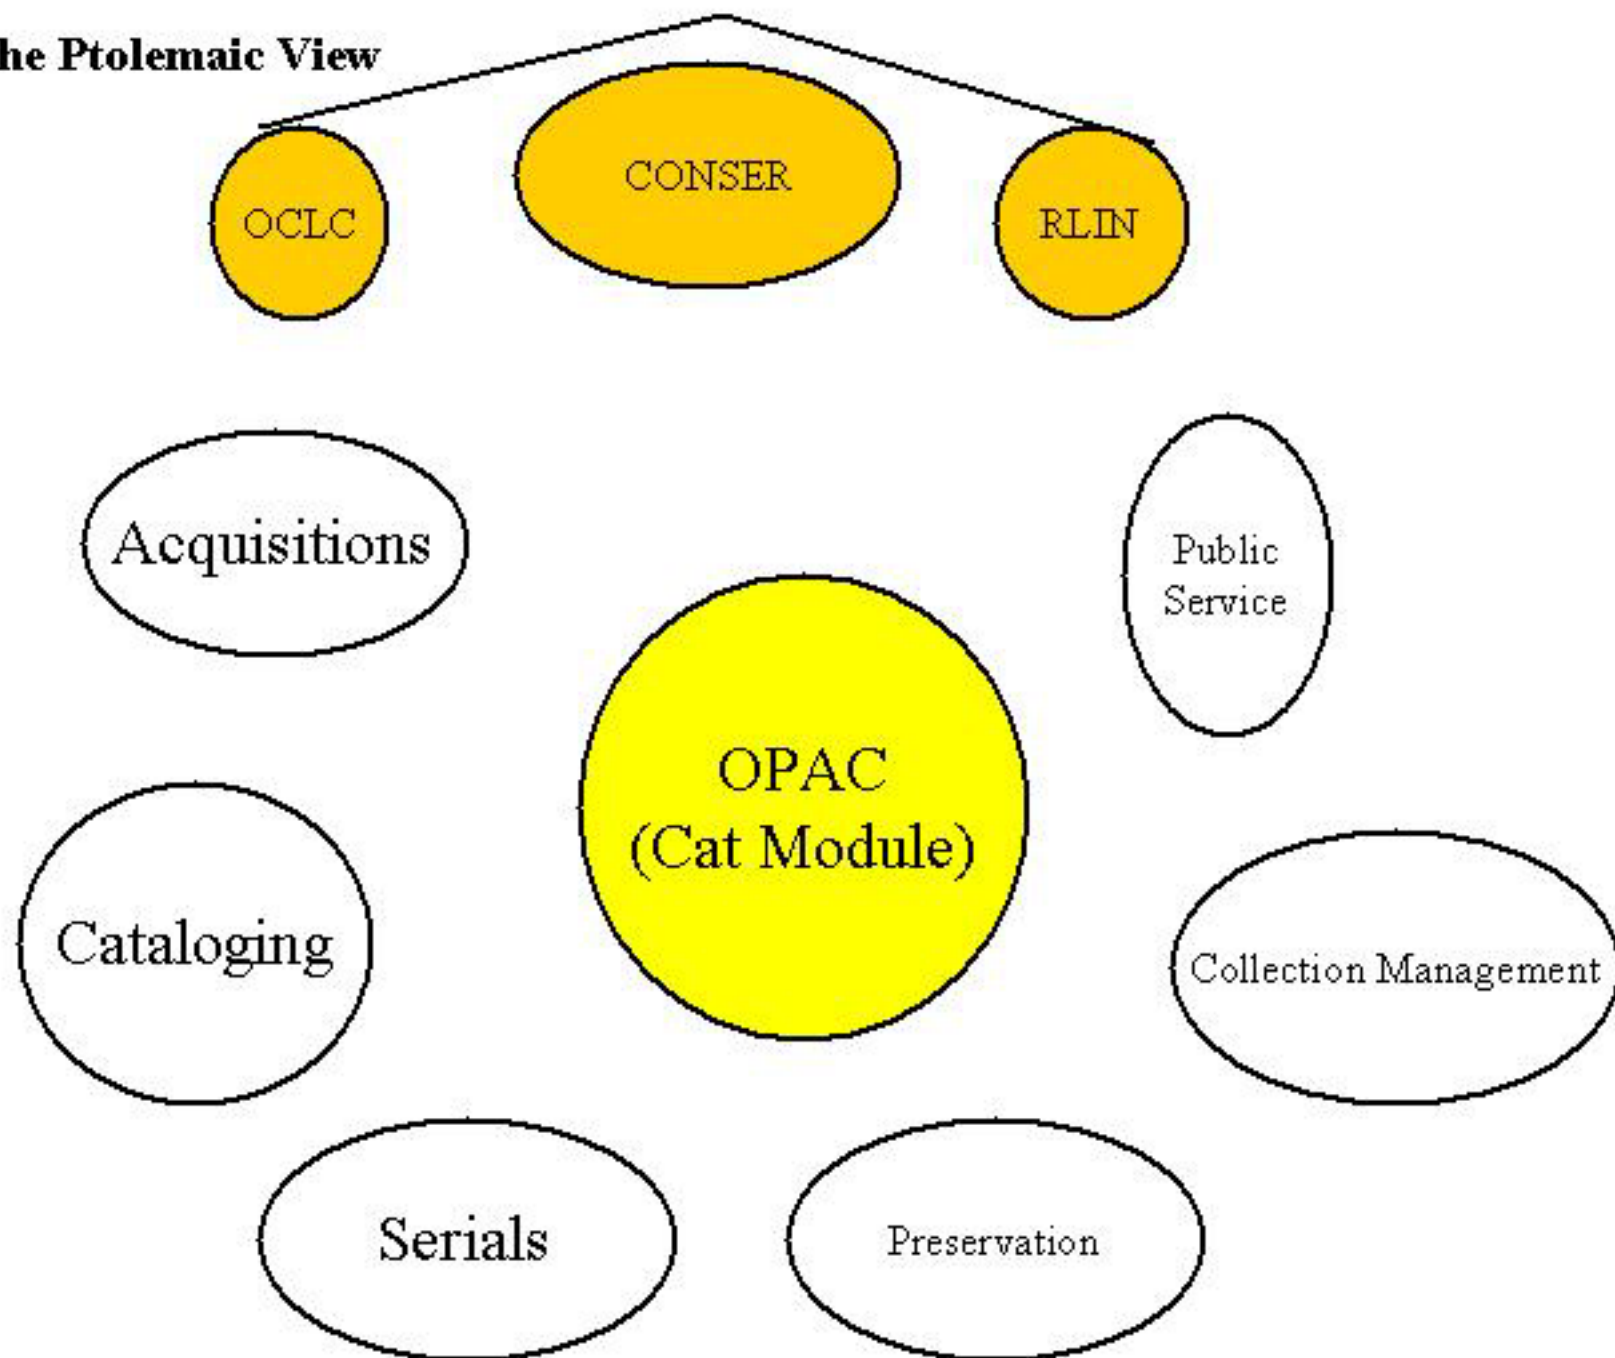 he Ptolemaic View
CONSER
OCLC
RLIN
Acquisitions
Public
Service
OPAC
(Cat Module)
Cataloging
Collection Management
Serials
Preservation